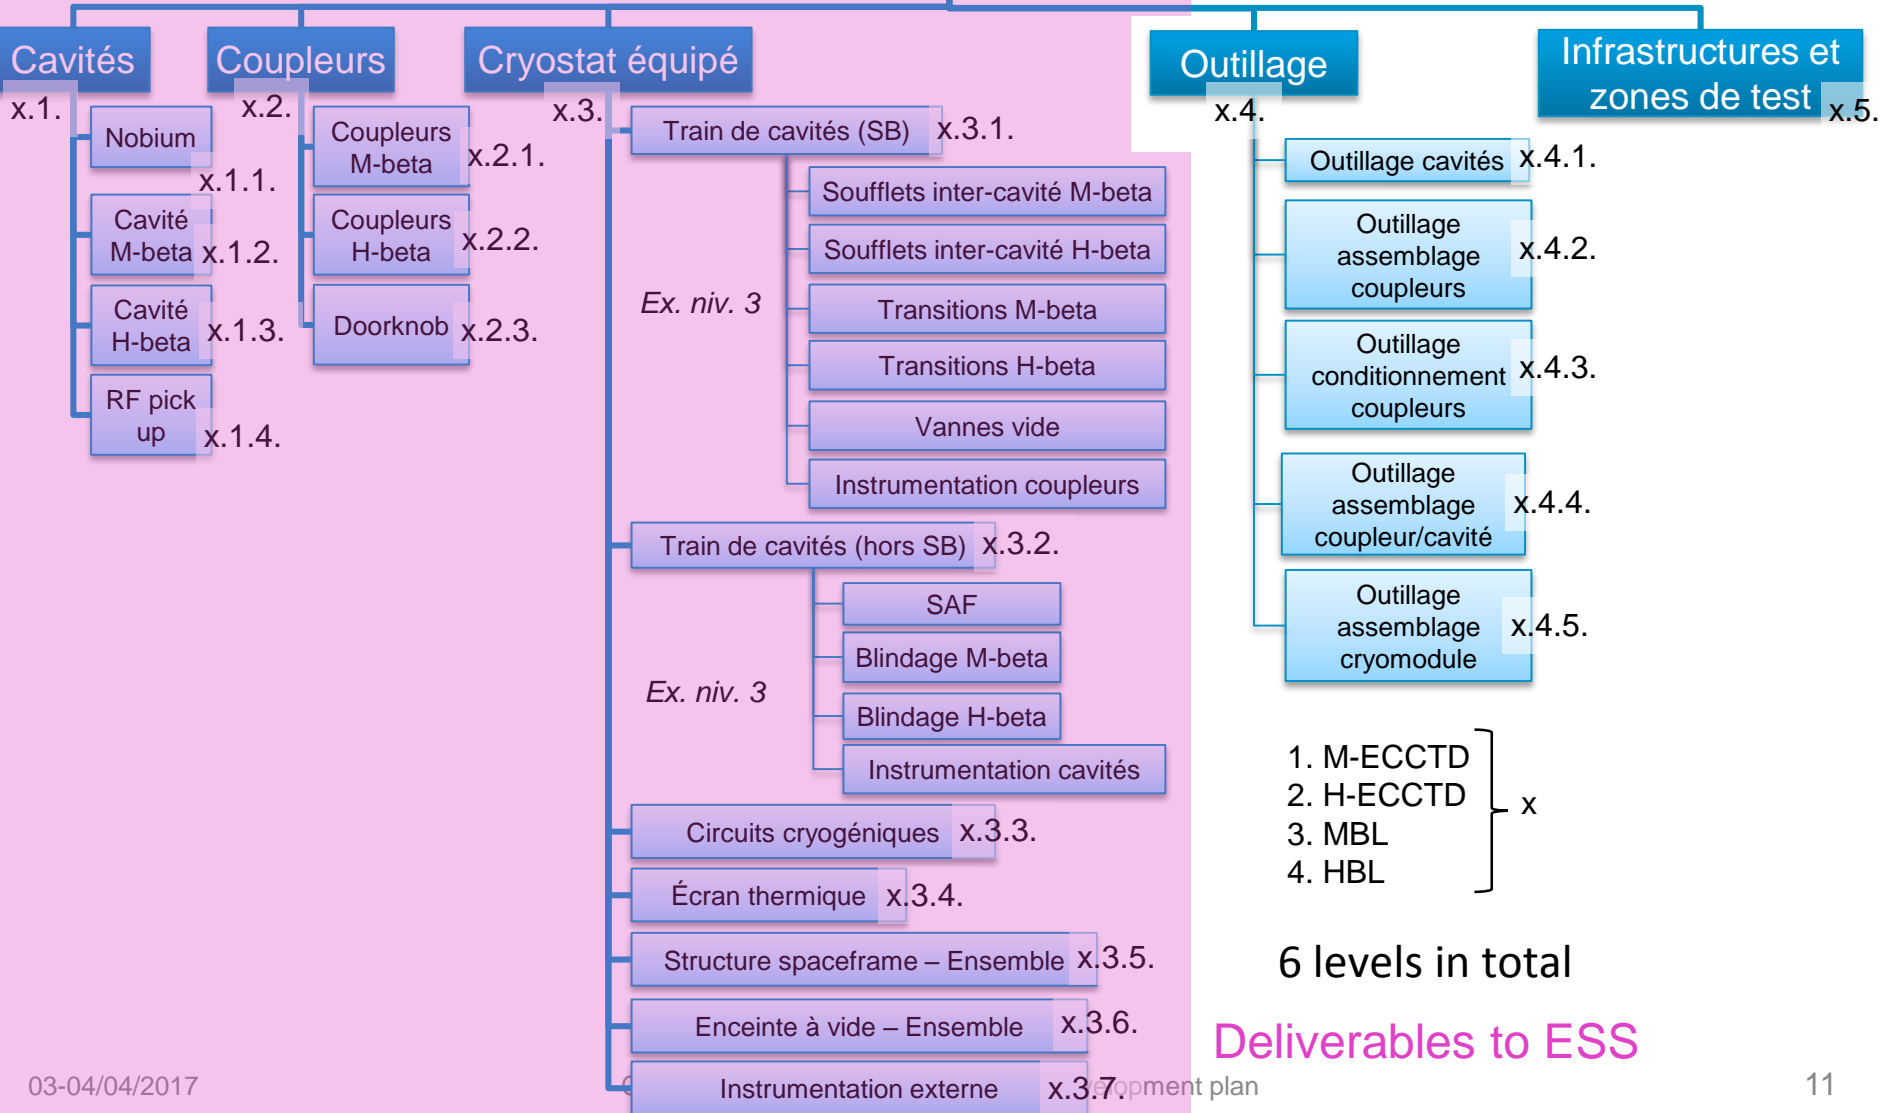 Cavités
x.1.
Nobium
x.1.1.
Cavité
M-beta
x.1.2.
Cavité
H-beta
x.1.3.
RF pick
up
x.1.4.
Coupleurs
x.2.
Coupleurs
M-beta
x.2.1.
Coupleurs
H-beta
x.2.2.
Doorknob
x.2.3.
Cryostat équipé
x.3.
Train de cavités (SB)
x.3.1.
Soufflets inter-cavité M-beta
Soufflets inter-cavité H-beta
Ex. niv. 3
Transitions M-beta
Transitions H-beta
Vannes vide
Instrumentation coupleurs
Train de cavités (hors SB)
x.3.2.
SAF
Blindage M-beta
Ex. niv. 3
Blindage H-beta
Instrumentation cavités
Circuits cryogéniques
x.3.3.
Écran thermique
x.3.4.
Structure spaceframe – Ensemble
x.3.5.
Enceinte à vide – Ensemble
x.3.6.
Instrumentation externe
x.3.7.
Outillage
x.4.
Outillage cavités
x.4.1.
Outillage
assemblage
coupleurs
x.4.2.
Outillage
conditionnement
coupleurs
x.4.3.
Outillage
assemblage
coupleur/cavité
x.4.4.
Outillage
assemblage
cryomodule
x.4.5.
Infrastructures et
zones de test
x.5.
1. M-ECCTD
2. H-ECCTD
3. MBL
4. HBL
x
6 levels in total
Deliverables to ESS
03-04/04/2017
plan
11